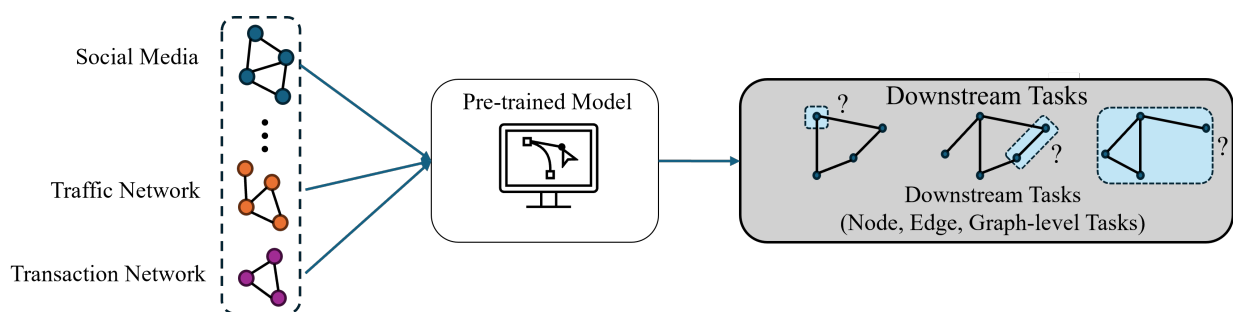 Social Media
Traffic Network
Transaction Network
Pre-trained Model
Downstream Tasks
?
?
?
Downstream Tasks
(Node, Edge, Graph-level Tasks)